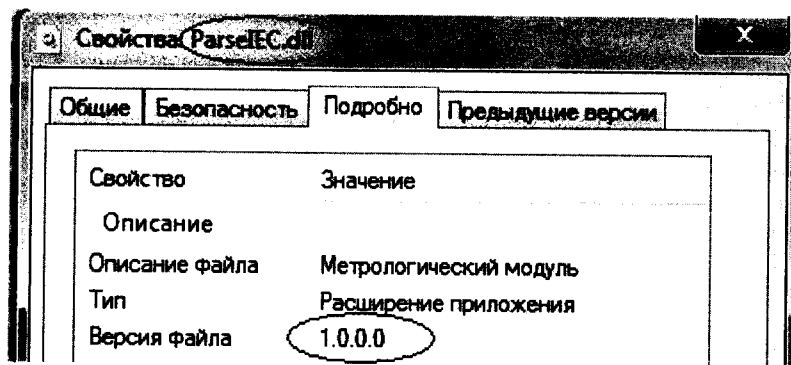 Свойства: ParseIEC.dll
Общие Безопасность Подробно Предыдущие версии
Свойство Значение
Описание
Описание файла Метрологический модуль
Тип Расширение приложения
Версия файла 1.0.0.0